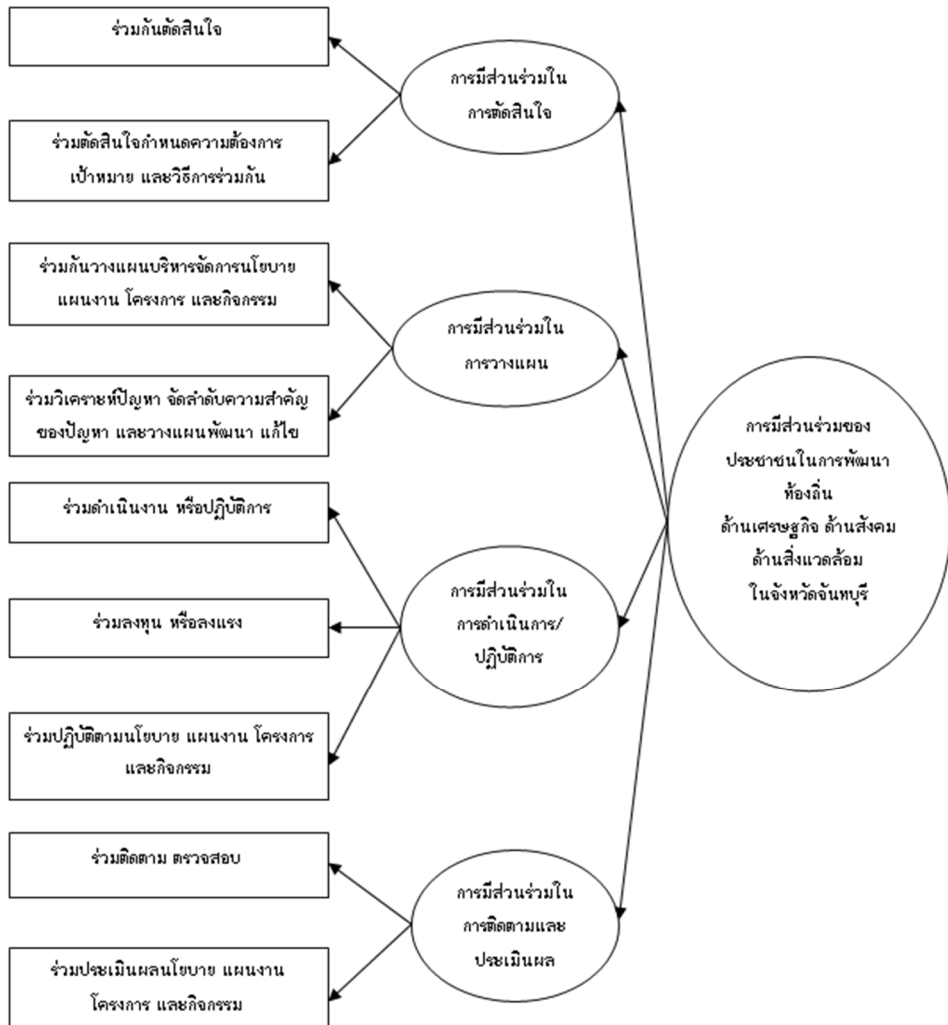 ร่วมกันตัดสินใจ
ร่วมตัดสินใจกำหนดความต้องการ
เป้าหมาย และวิธีการร่วมกัน
การมีส่วนร่วมใน
การตัดสินใจ
ร่วมกันวางแผนบริหารจัดการนโยบาย
แผนงาน โครงการ และกิจกรรม
ร่วมวิเคราะห์ปัญหา จัดลำดับความสำคัญ
ของปัญหา และวางแผนพัฒนา แก้ไข
การมีส่วนร่วมใน
การวางแผน
ร่วมดำเนินงาน หรือปฏิบัติการ
ร่วมลงทุน หรือลงแรง
ร่วมปฏิบัติตามนโยบาย แผนงาน โครงการ
และกิจกรรม
การมีส่วนร่วมใน
การดำเนินการ/
ปฏิบัติการ
ร่วมติดตาม ตรวจสอบ
ร่วมประเมินผลนโยบาย แผนงาน
โครงการ และกิจกรรม
การมีส่วนร่วมใน
การติดตามและ
ประเมินผล
การมีส่วนร่วมของ
ประชาชนในการพัฒนา
ท้องถิ่น
ด้านเศรษฐกิจ ด้านสังคม
ด้านสิ่งแวดล้อม
ในจังหวัดจันทบุรี